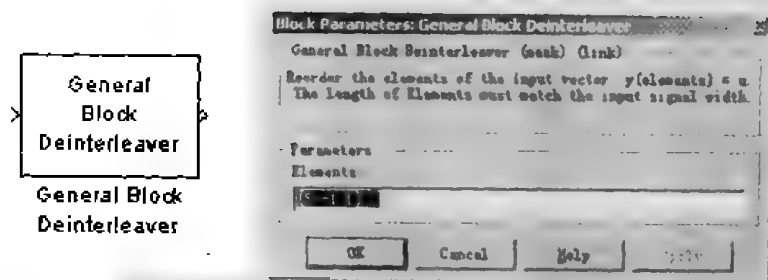 General
Block
Deinterleaver
General Block
Deinterleaver
Block Parameters: General Block Deinterleaver
General Block Deinterleaver (mask) (link)
Reorder the elements of the input vector y(elements) = u.
The Length of Elements must match the input signal width.
Parameters
Elements
OK
Cancel
Help
Apply